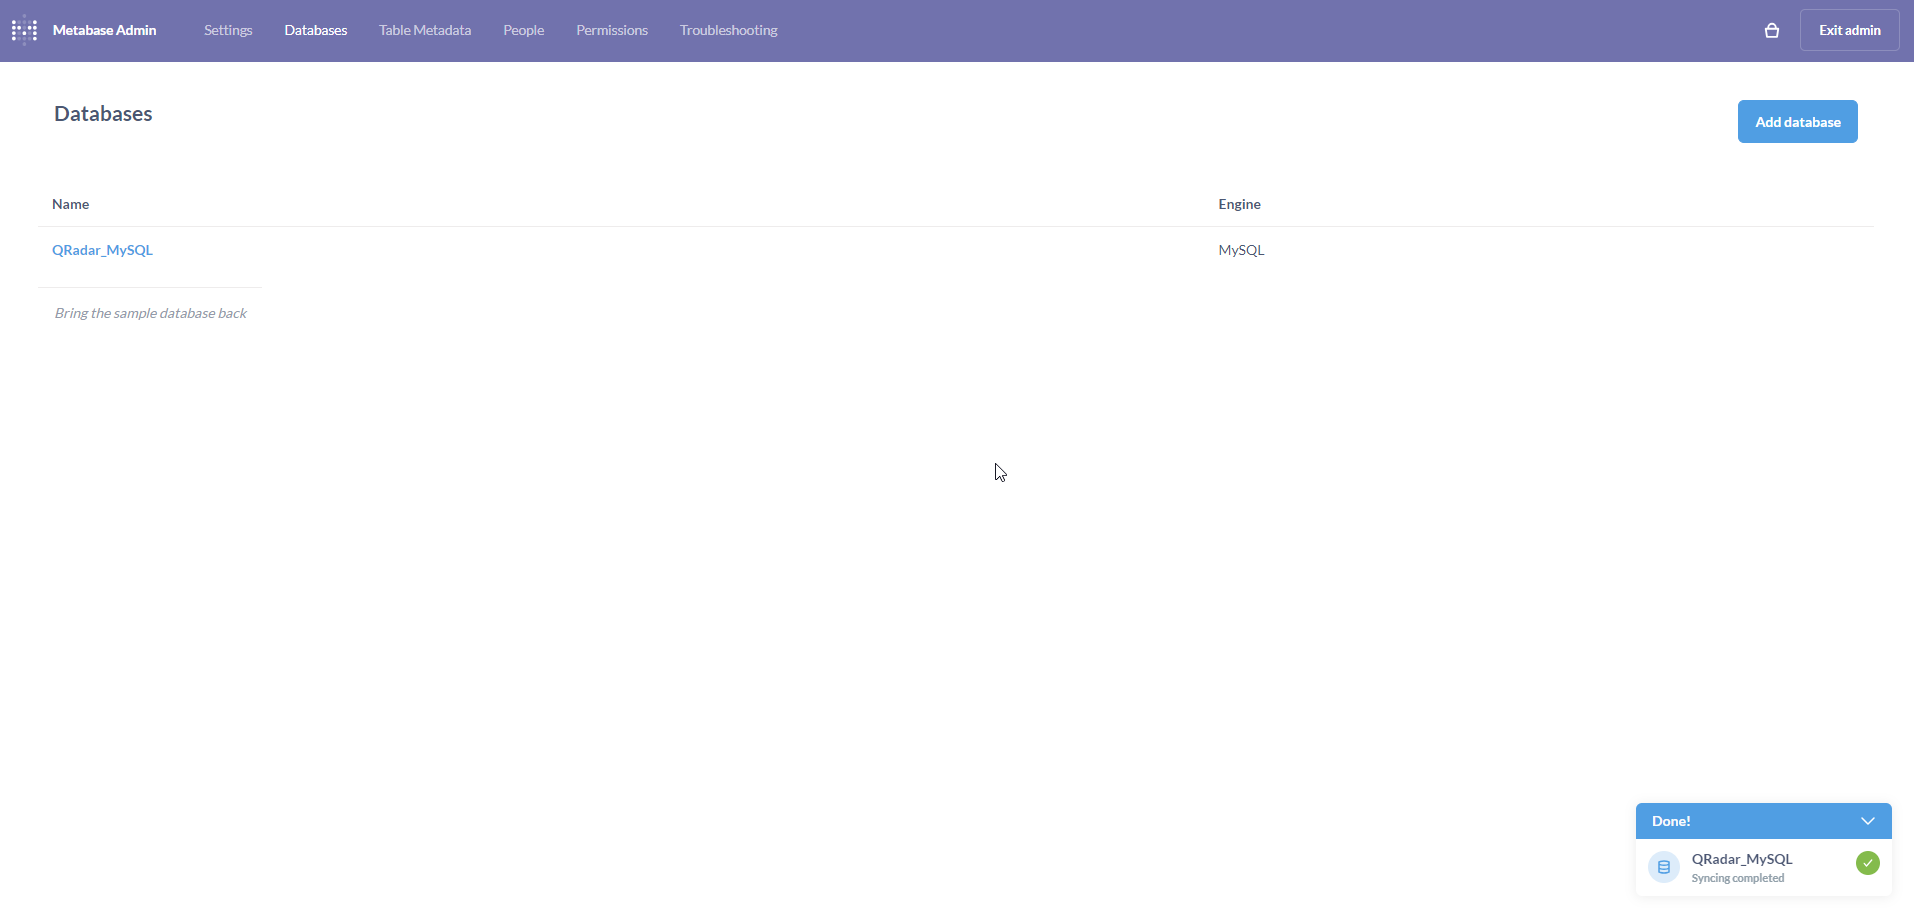 Metabase Admin Settings Databases Table Metadata People Permissions Troubleshooting Exit admin
Databases
Add database
Name Engine
QRadar_MySQL MySQL
Bring the sample database back
Done!
QRadar_MySQL
Syncing completed